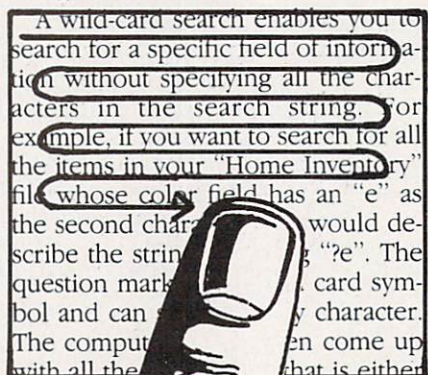 A wild-card search enables you to
search for a specific field of informa-
tion without specifying all the char-
acters in the search string. For
example, if you want to search for all
the items in your “Home Inventory”
file whose color field has an “e” as
the second chara would de-
scribe the strin g “?e”. The
question mark card sym-
bol and can y character.
The comput en come up
with all the that is either